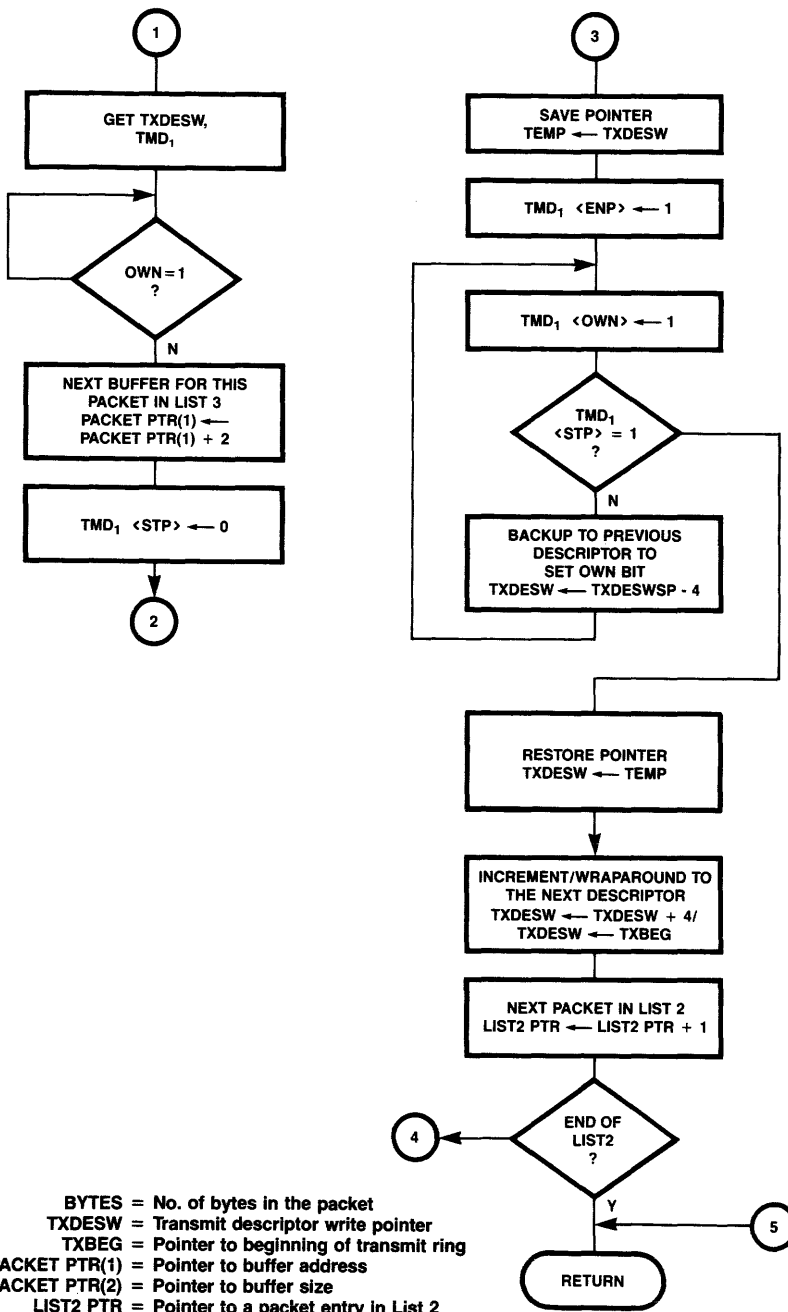 1
GET TXDESW,
TMD₁
OWN=1
?
N
NEXT BUFFER FOR THIS
PACKET IN LIST 3
PACKET PTR(1) ←
PACKET PTR(1) + 2
TMD₁ <STP> ← 0
2
3
SAVE POINTER
TEMP ← TXDESW
TMD₁ <ENP> ← 1
TMD₁ <OWN> ← 1
TMD₁
<STP> = 1
?
N
BACKUP TO PREVIOUS
DESCRIPTOR TO
SET OWN BIT
TXDESW ← TXDESWSP - 4
RESTORE POINTER
TXDESW ← TEMP
INCREMENT/WRAPAROUND TO
THE NEXT DESCRIPTOR
TXDESW ← TXDESW + 4/
TXDESW ← TXBEG
NEXT PACKET IN LIST 2
LIST2 PTR ← LIST2 PTR + 1
END OF
LIST2
?
4
Y
5
RETURN
BYTES = No. of bytes in the packet
TXDESW = Transmit descriptor write pointer
TXBEG = Pointer to beginning of transmit ring
ACKET PTR(1) = Pointer to buffer address
ACKET PTR(2) = Pointer to buffer size
LIST2 PTR = Pointer to a packet entry in List 2